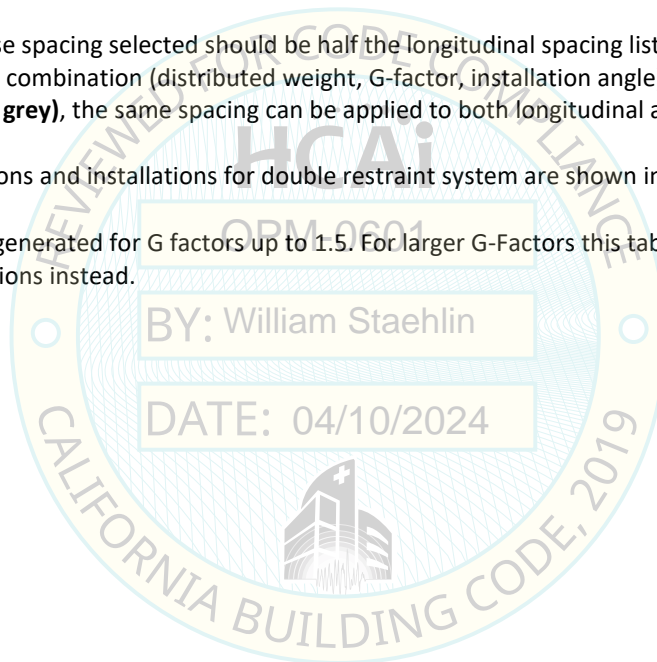 se spacing selected should be half the longitudinal spacing list
combination (distributed weight, G-factor, installation angle
grey), the same spacing can be applied to both longitudinal a
ons and installations for double restraint system are shown i
generated for G factors up to 1.5. For larger G-Factors this tab
ions instead.
REVIEWED FOR CODE COMPLIANCE
HCAi
OPM-0601
BY: William Staehlin
DATE: 04/10/2024
CALIFORNIA BUILDING CODE, 2019